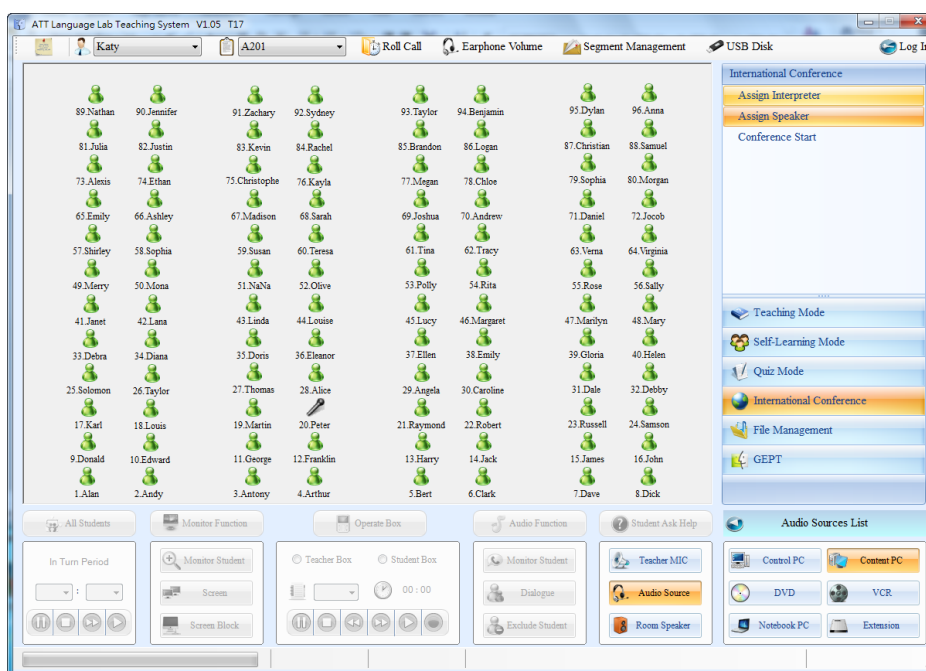 ATT Language Lab Teaching System V1.05 T17
Katy A201 Roll Call Earphone Volume Segment Management USB Disk Log In
International Conference
Assign Interpreter
Assign Speaker
Conference Start
89.Nathan 90.Jennifer 91.Zachary 92.Sydney 93.Taylor 94.Benjamin 95.Dylan 96.Anna
81.Julia 82.Justin 83.Kevin 84.Rachel 85.Brandon 86.Logan 87.Christian 88.Samuel
73.Alexis 74.Ethan 75.Christophe 76.Kayla 77.Megan 78.Chloe 79.Sophia 80.Morgan
65.Emily 66.Ashley 67.Madison 68.Sarah 69.Joshua 70.Andrew 71.Daniel 72.Jocob
57.Shirley 58.Sophia 59.Susan 60.Teresa 61.Tina 62.Tracy 63.Verna 64.Virginia
49.Merry 50.Mona 51.NaNa 52.Olive 53.Polly 54.Rita 55.Rose 56.Sally
41.Janet 42.Lana 43.Linda 44.Louise 45.Lucy 46.Margaret 47.Marilyn 48.Mary
33.Debra 34.Diana 35.Doris 36.Eleanor 37.Ellen 38.Emily 39.Gloria 40.Helen
25.Solomon 26.Taylor 27.Thomas 28.Alice 29.Angela 30.Caroline 31.Dale 32.Debby
17.Karl 18.Louis 19.Martin 20.Peter 21.Raymond 22.Robert 23.Russell 24.Samson
9.Donald 10.Edward 11.George 12.Franklin 13.Harry 14.Jack 15.James 16.John
1.Alan 2.Andy 3.Antony 4.Arthur 5.Bert 6.Clark 7.Dave 8.Dick
Teaching Mode
Self-Learning Mode
Quiz Mode
International Conference
File Management
GEPT
All Students Monitor Function Operate Box Audio Function Student Ask Help Audio Sources List
In Turn Period Monitor Student Teacher Box Student Box Monitor Student Teacher MIC Control PC Content PC
: Screen 00 : 00 Dialogue Audio Source DVD VCR
Screen Block Exclude Student Room Speaker Notebook PC Extension